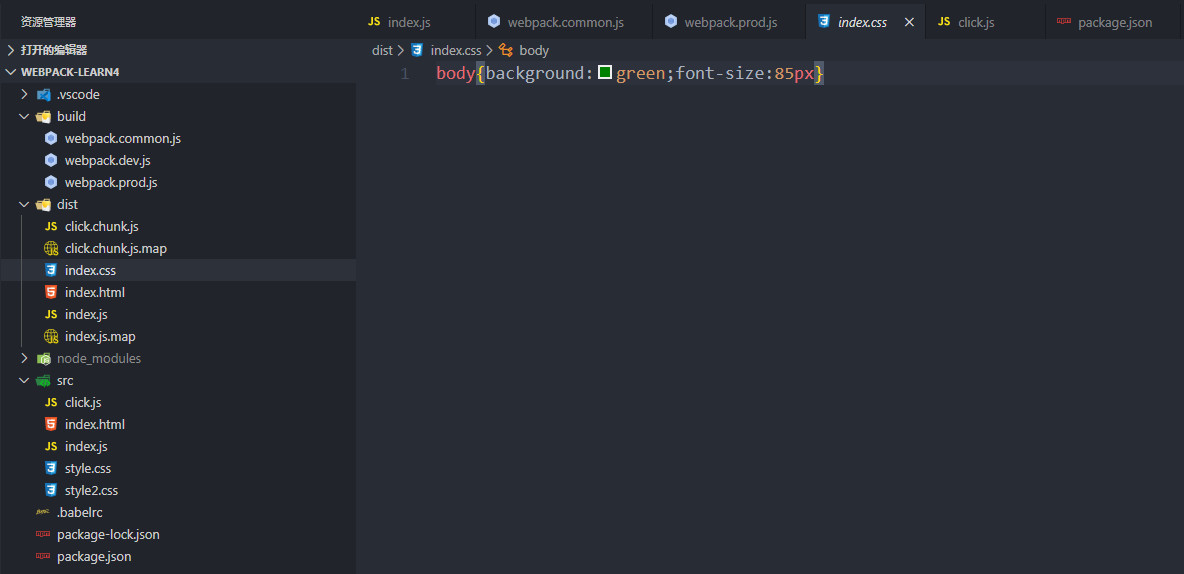 资源管理器
打开的编辑器
WEBPACK-LEARN4
.vscode
build
webpack.common.js
webpack.dev.js
webpack.prod.js
dist
click.chunk.js
click.chunk.js.map
index.css
index.html
index.js
index.js.map
node_modules
src
click.js
index.html
index.js
style.css
style2.css
.babelrc
package-lock.json
package.json
JS index.js webpack.common.js webpack.prod.js index.css JS click.js package.json
dist > index.css > body
1 body{background:green;font-size:85px}